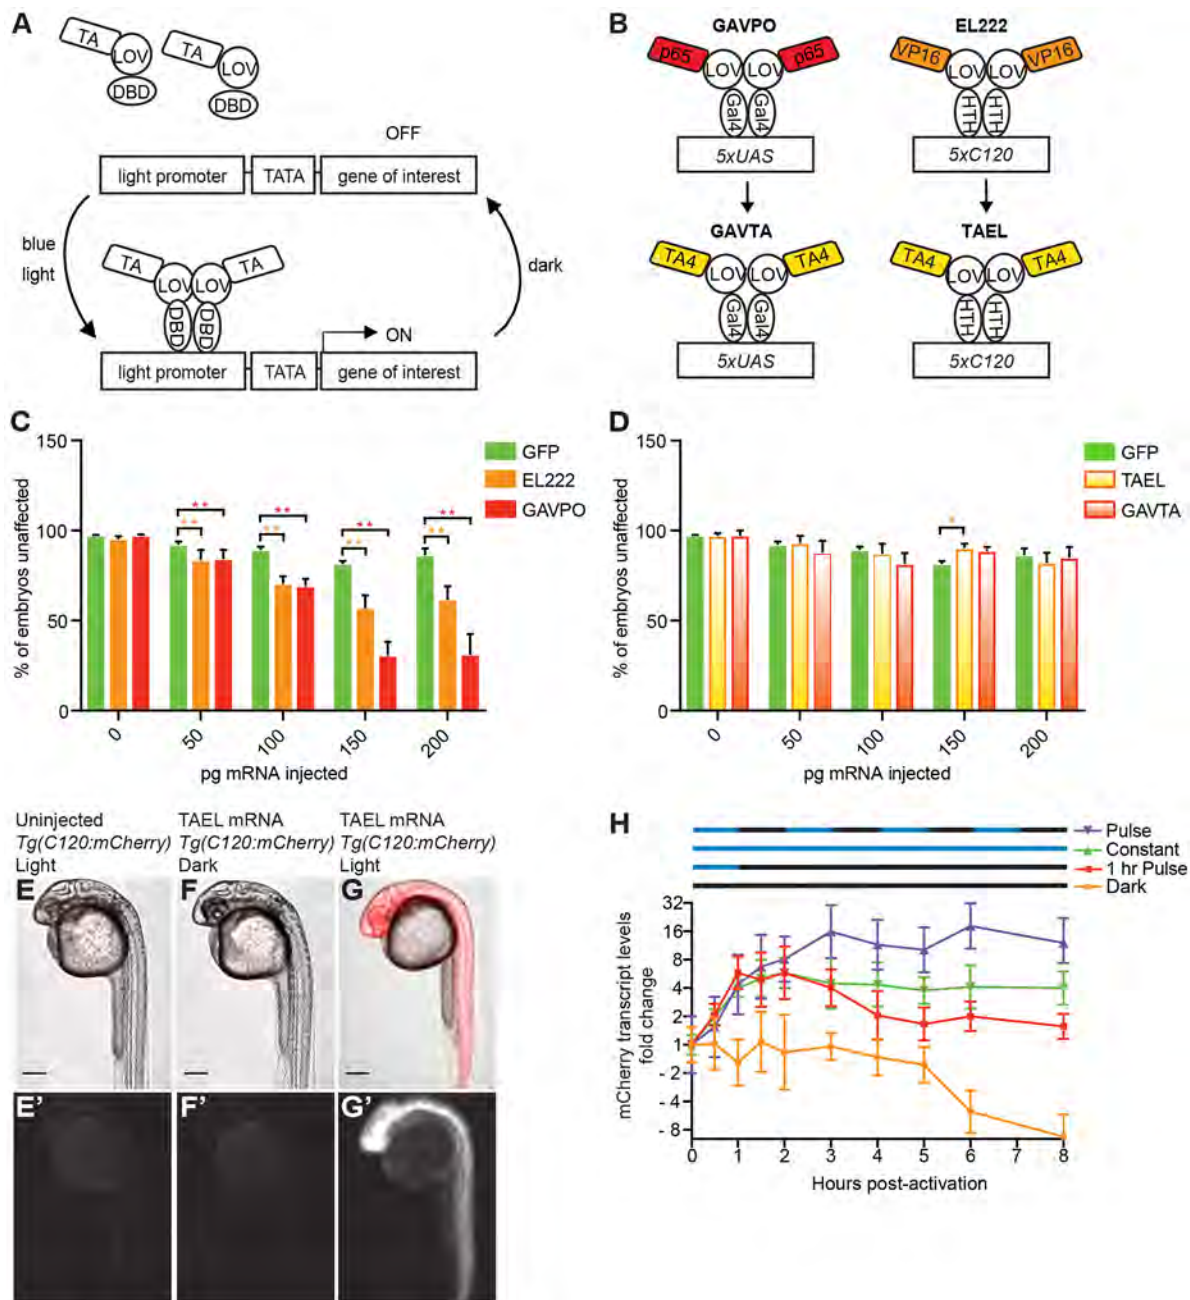 A
TA
LOV
DBD
TA
LOV
DBD
OFF
light promoter
TATA
gene of interest
blue
light
dark
TA
LOV
LOV
TA
DBD
DBD
ON
light promoter
TATA
gene of interest
B
GAVPO
p65
LOV
LOV
p65
Gal4
Gal4
5xUAS
EL222
VP16
LOV
LOV
VP16
HTH
HTH
5xC120
GAVTA
TA4
LOV
LOV
TA4
Gal4
Gal4
5xUAS
TAEL
TA4
LOV
LOV
TA4
HTH
HTH
5xC120
C
% of embryos unaffected
150
100
50
0
**
**
**
**
**
**
**
**
GFP
EL222
GAVPO
0
50
100
150
200
pg mRNA injected
D
% of embryos unaffected
150
100
50
0
*
GFP
TAEL
GAVTA
0
50
100
150
200
pg mRNA injected
Uninjected
Tg(C120:mCherry)
Light
TAEL mRNA
Tg(C120:mCherry)
Dark
TAEL mRNA
Tg(C120:mCherry)
Light
E
F
G
E'
F'
G'
H
Pulse
Constant
1 hr Pulse
Dark
mCherry transcript levels
fold change
32
16
8
4
2
1
- 2
- 4
- 8
0
1
2
3
4
5
6
7
8
Hours post-activation